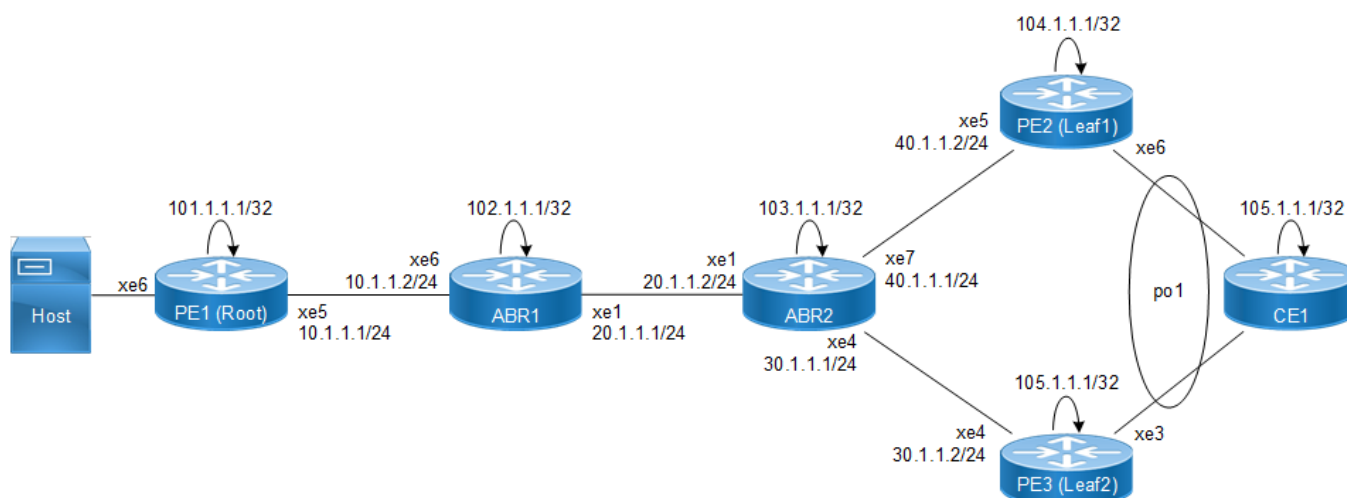 104.1.1.1/32
xe5
40.1.1.2/24
PE2 (Leaf1)
xe6
101.1.1.1/32
102.1.1.1/32
103.1.1.1/32
105.1.1.1/32
Host
xe6
PE1 (Root)
xe5
10.1.1.1/24
xe6
10.1.1.2/24
ABR1
xe1
20.1.1.1/24
xe1
20.1.1.2/24
ABR2
xe7
40.1.1.1/24
xe4
30.1.1.1/24
po1
CE1
105.1.1.1/32
xe4
30.1.1.2/24
PE3 (Leaf2)
xe3